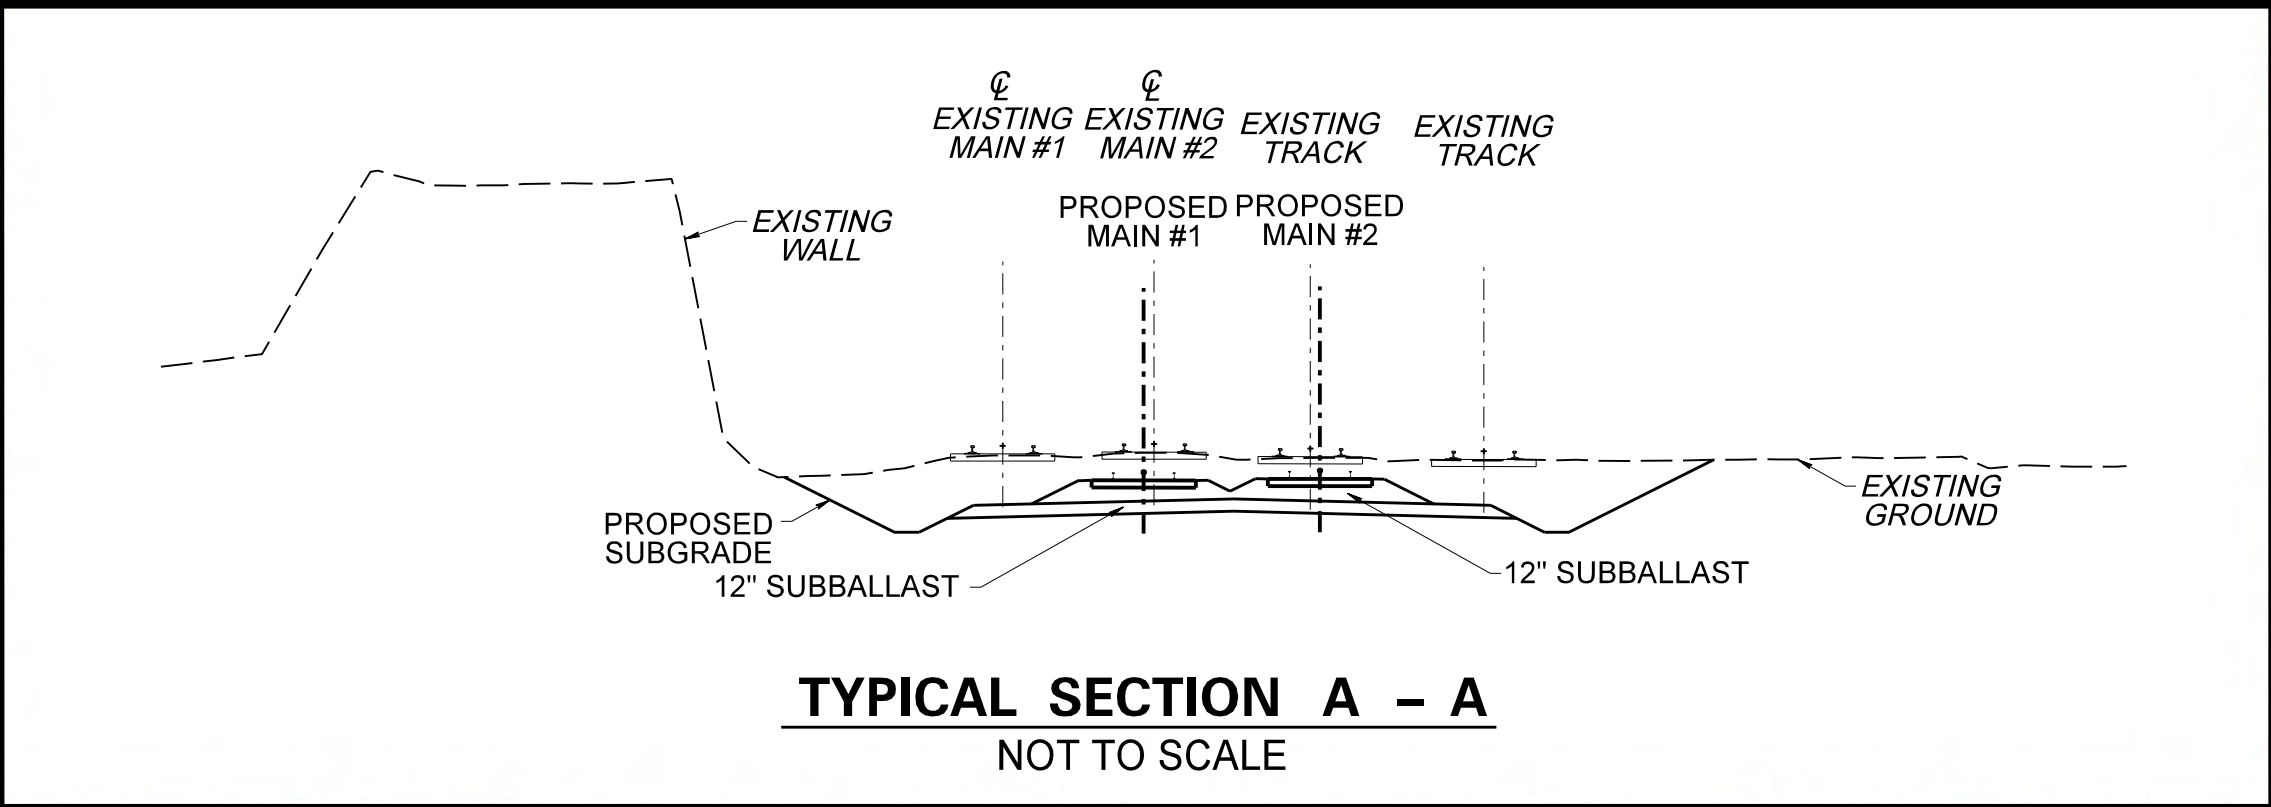 ℄
EXISTING
MAIN #1
℄
EXISTING
MAIN #2
EXISTING
TRACK
EXISTING
TRACK
PROPOSED
MAIN #1
PROPOSED
MAIN #2
EXISTING
WALL
PROPOSED
SUBGRADE
12" SUBBALLAST
12" SUBBALLAST
EXISTING
GROUND
TYPICAL SECTION A – A
NOT TO SCALE